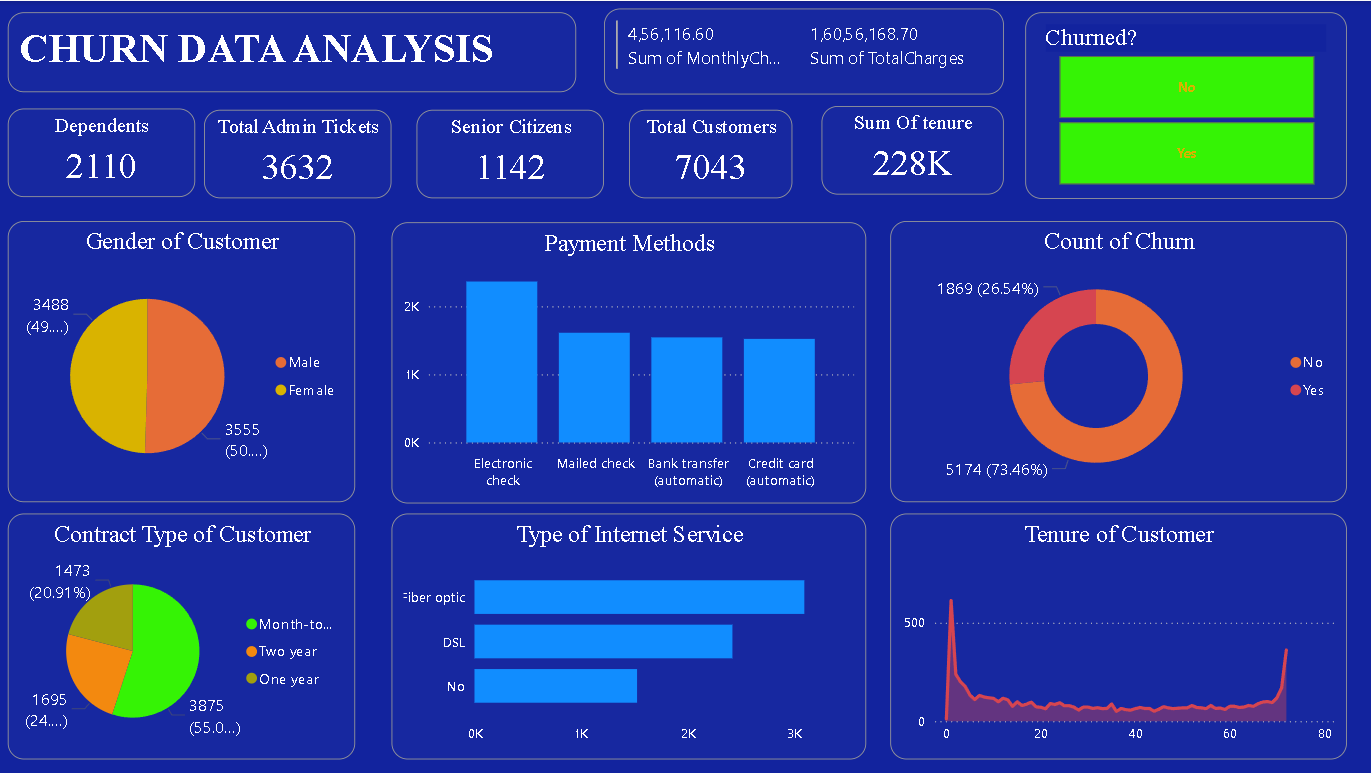 CHURN DATA ANALYSIS
4,56,116.60
Sum of MonthlyCh...
1,60,56,168.70
Sum of TotalCharges
Churned?
No
Yes
Dependents
2110
Total Admin Tickets
3632
Senior Citizens
1142
Total Customers
7043
Sum Of tenure
228K
Gender of Customer
3488
(49....)
3555
(50....)
Male
Female
Payment Methods
2K
1K
0K
Electronic
check
Mailed check
Bank transfer
(automatic)
Credit card
(automatic)
Count of Churn
1869 (26.54%)
5174 (73.46%)
No
Yes
Contract Type of Customer
1473
(20.91%)
1695
(24....)
3875
(55.0...)
Month-to...
Two year
One year
Type of Internet Service
Fiber optic
DSL
No
0K
1K
2K
3K
Tenure of Customer
500
0
0
20
40
60
80